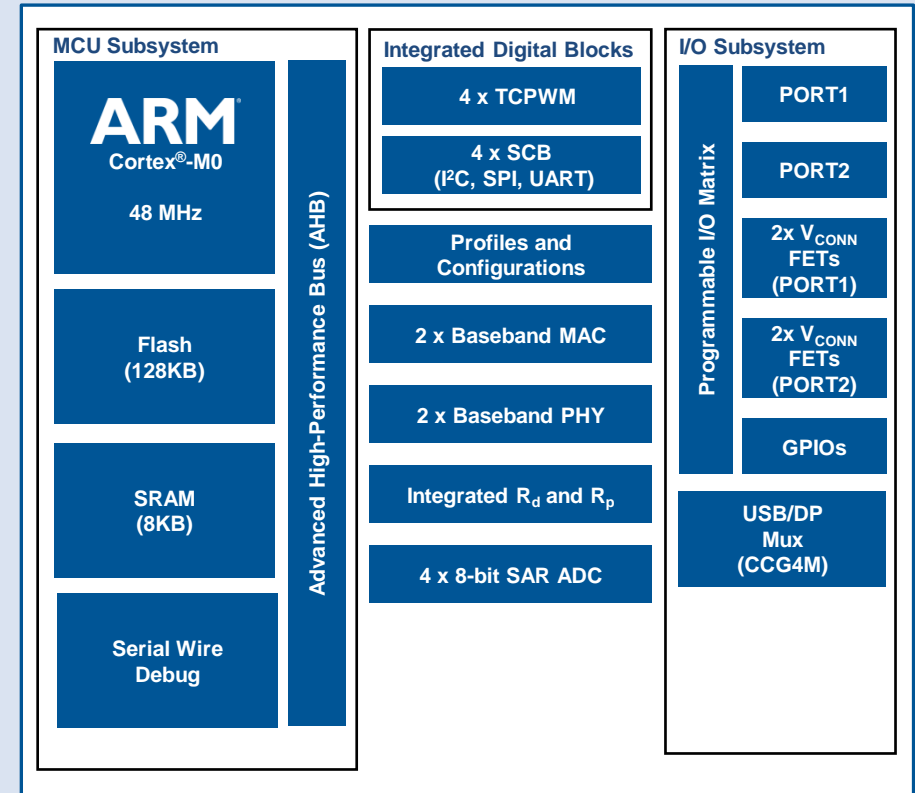 MCU Subsystem
ARM®
Cortex®-M0
48 MHz
Flash
(128KB)
SRAM
(8KB)
Serial Wire
Debug
Advanced High-Performance Bus (AHB)
Integrated Digital Blocks
4 x TCPWM
4 x SCB
(I²C, SPI, UART)
Profiles and
Configurations
2 x Baseband MAC
2 x Baseband PHY
Integrated Rd and Rp
4 x 8-bit SAR ADC
I/O Subsystem
Programmable I/O Matrix
PORT1
PORT2
2x VCONN
FETs
(PORT1)
2x VCONN
FETs
(PORT2)
GPIOs
USB/DP
Mux
(CCG4M)